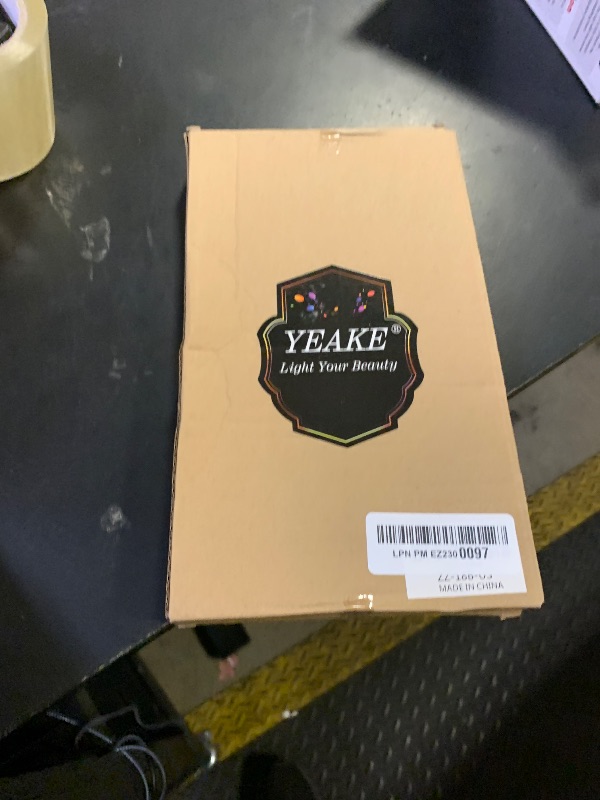 YEAKE®
Light Your Beauty
LPN PM EZ230 0097
MADE IN CHINA